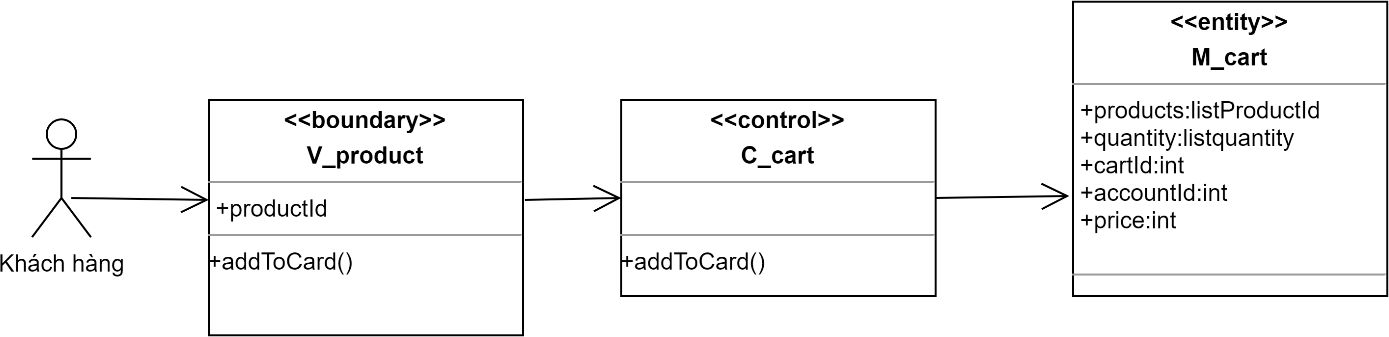 Khách hàng
<<boundary>>
V_product
+productId
+addToCard()
<<control>>
C_cart
+addToCard()
<<entity>>
M_cart
+products:listProductId
+quantity:listquantity
+cartId:int
+accountId:int
+price:int